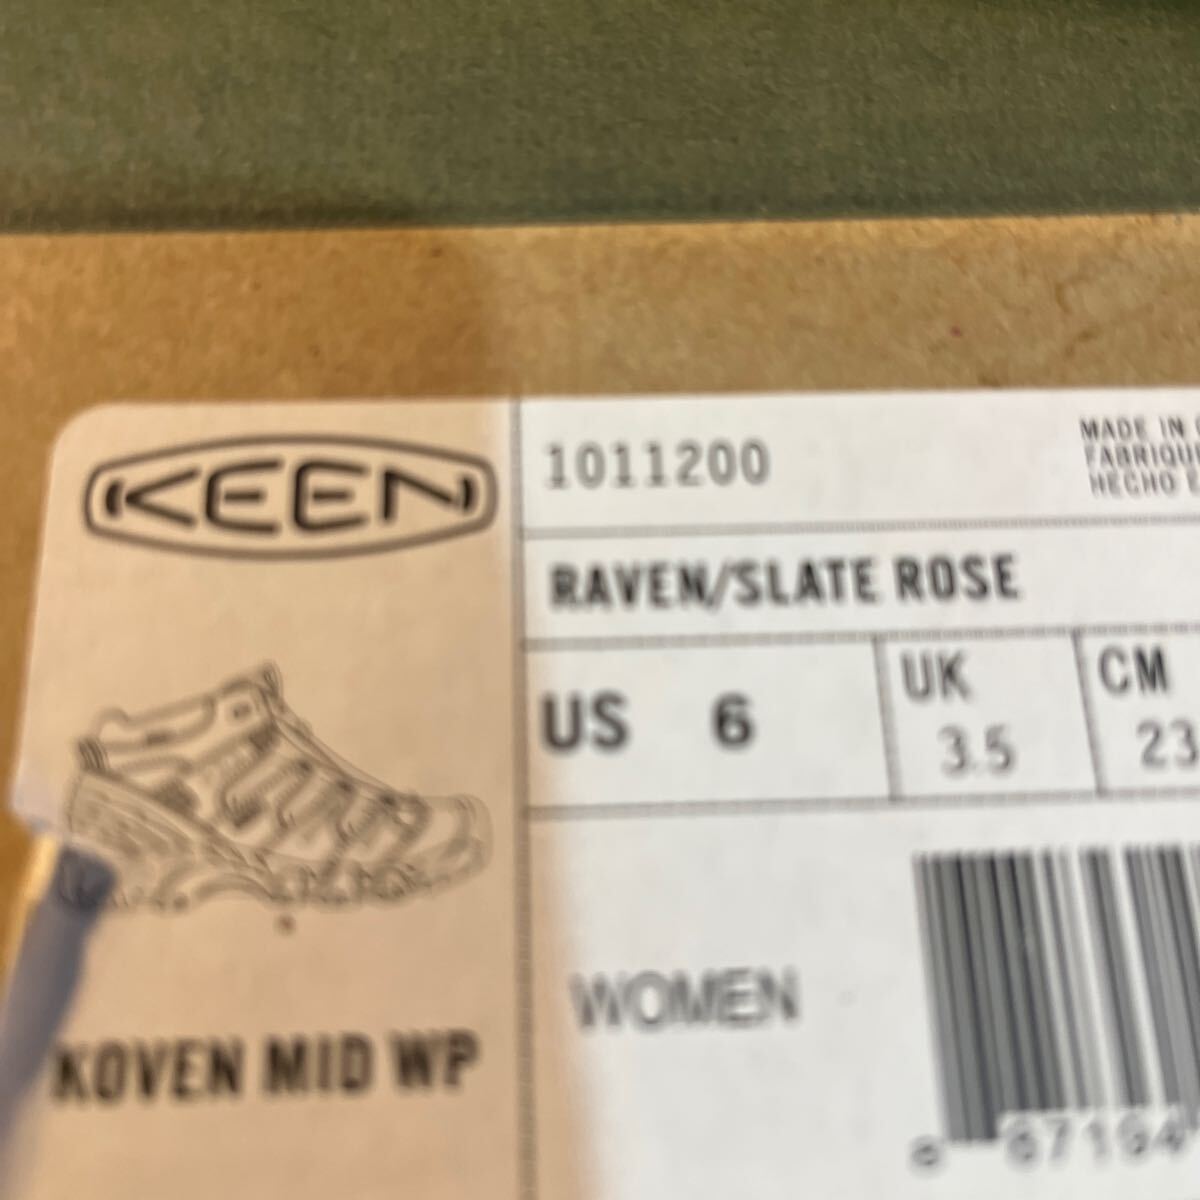 KEEN
1011200
MADE IN
FABRIQU
HECHO E
RAVEN/SLATE ROSE
US 6
UK
3.5
CM
23
WOMEN
KOVEN MID WP
67194